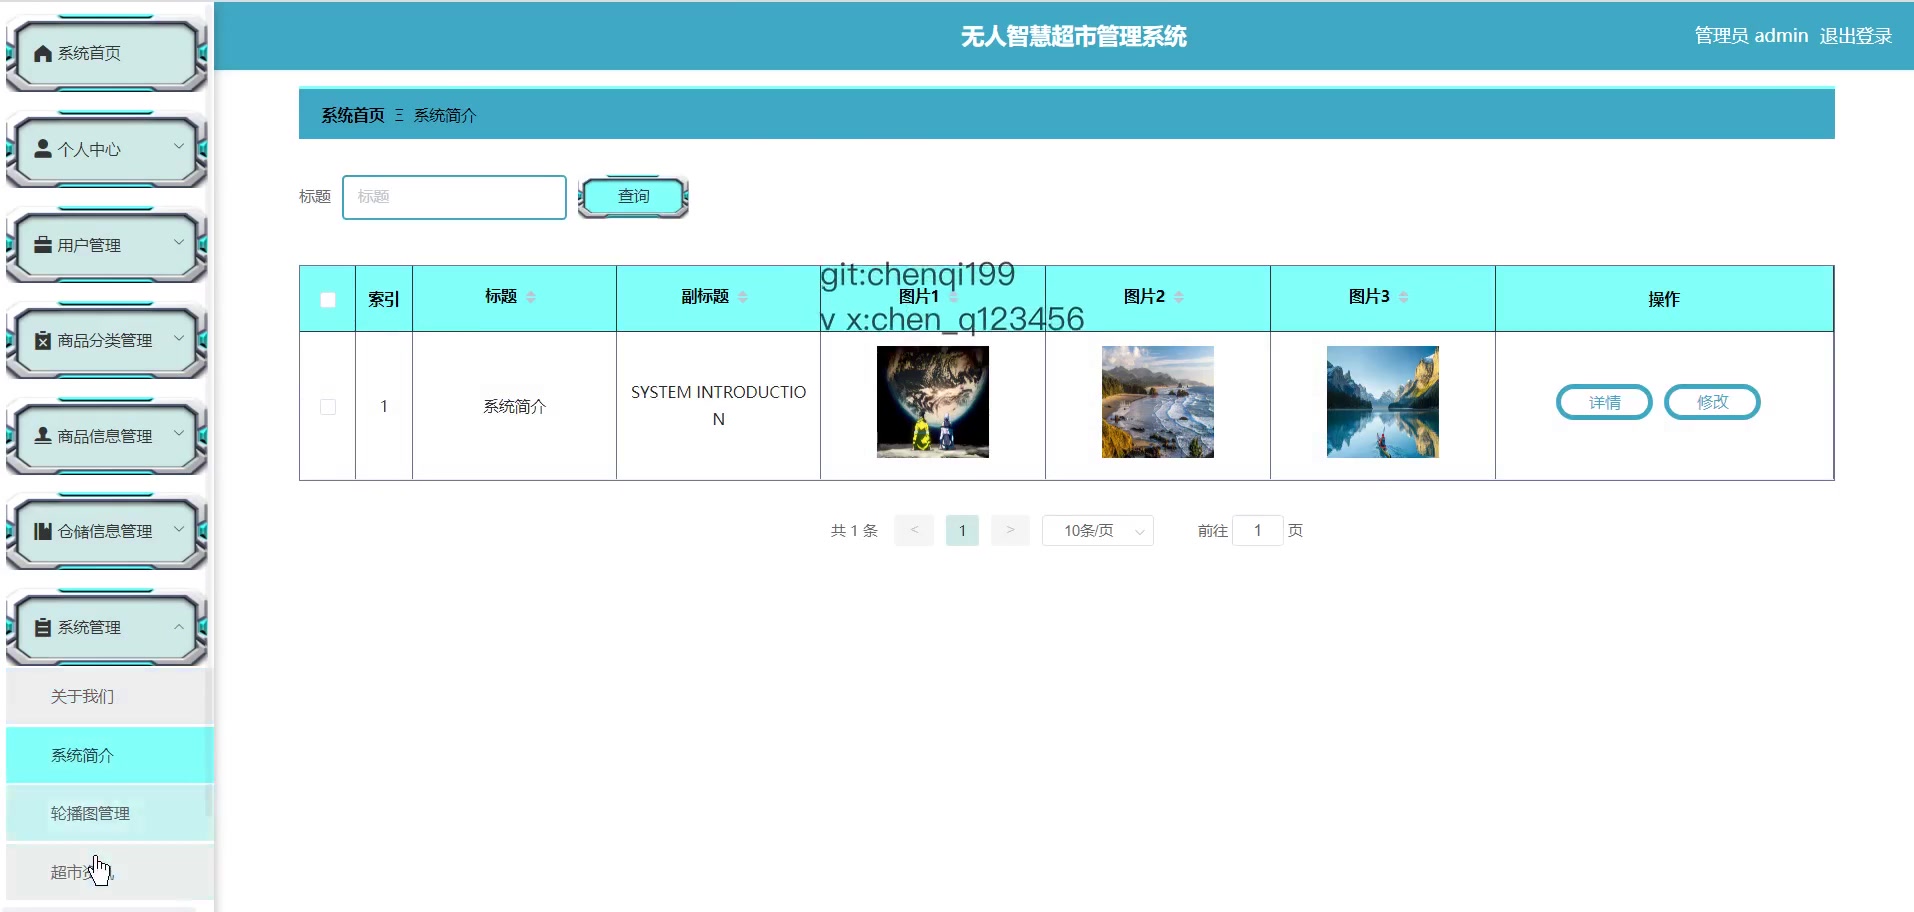 无人智慧超市管理系统
管理员 admin 退出登录
系统首页
个人中心
用户管理
商品分类管理
商品信息管理
仓储信息管理
系统管理
关于我们
系统简介
轮播图管理
超市
系统首页 Ξ 系统简介
标题 标题 查询
git:chenqi199
索引 标题 副标题 图片1 图片2 图片3 操作
v x:chen_q123456
1 系统简介 SYSTEM INTRODUCTIO
N
详情 修改
共 1 条 < 1 > 10条/页 前往 1 页